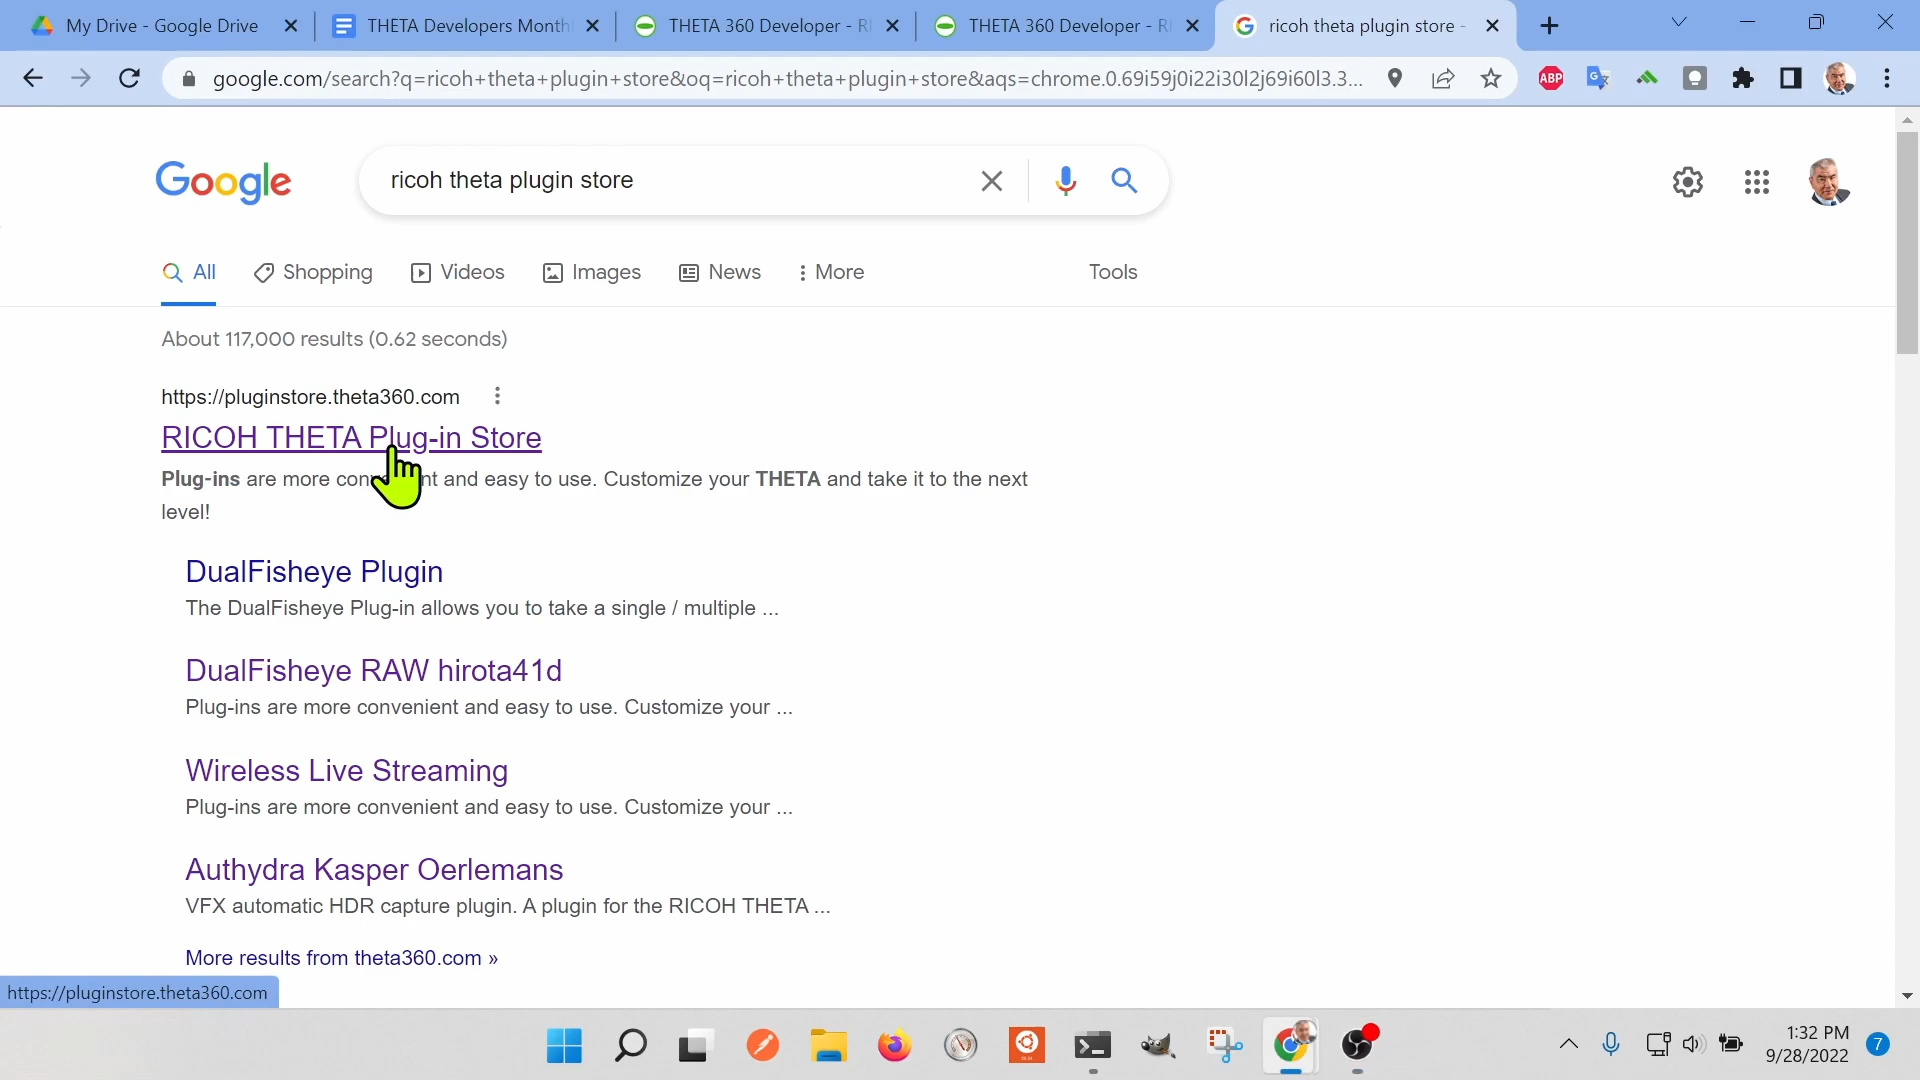 My Drive - Google Drive
THETA Developers Month
THETA 360 Developer - RI
THETA 360 Developer - RI
ricoh theta plugin store -
google.com/search?q=ricoh+theta+plugin+store&oq=ricoh+theta+plugin+store&aqs=chrome.0.69i59j0i22i30l2j69i60l3.3...
ABP
Google
ricoh theta plugin store
All
Shopping
Videos
Images
News
More
Tools
About 117,000 results (0.62 seconds)
https://pluginstore.theta360.com
RICOH THETA Plug-in Store
Plug-ins are more con nt and easy to use. Customize your THETA and take it to the next
level!
DualFisheye Plugin
The DualFisheye Plug-in allows you to take a single / multiple ...
DualFisheye RAW hirota41d
Plug-ins are more convenient and easy to use. Customize your ...
Wireless Live Streaming
Plug-ins are more convenient and easy to use. Customize your ...
Authydra Kasper Oerlemans
VFX automatic HDR capture plugin. A plugin for the RICOH THETA ...
More results from theta360.com »
https://pluginstore.theta360.com
1:32 PM
9/28/2022
7